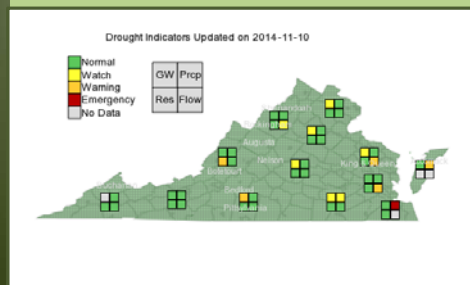 Drought Indicators Updated on 2014-11-10
Normal
Watch
Warning
Emergency
No Data
GW Prcp
Res Flow
Augusta
Nelson